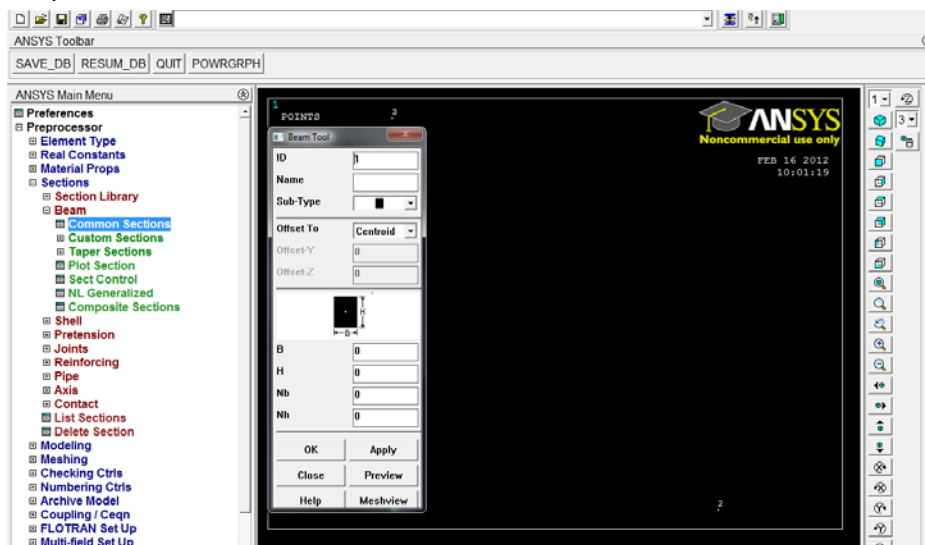 ANSYS Toolbar
SAVE_DB RESUM_DB QUIT POWRGRPH
ANSYS Main Menu
Preferences
Preprocessor
Element Type
Real Constants
Material Props
Sections
Section Library
Beam
Common Sections
Custom Sections
Taper Sections
Plot Section
Sect Control
NL Generalized
Composite Sections
Shell
Pretension
Joints
Reinforcing
Pipe
Axis
Contact
List Sections
Delete Section
Modeling
Meshing
Checking Ctrls
Numbering Ctrls
Archive Model
Coupling / Ceqn
FLOTRAN Set Up
Multi-field Set Up
1
POINTS
3
Beam Tool
ID 1
Name
Sub-Type
Offset To Centroid
Offset-Y 0
Offset-Z 0
H
B
B 0
H 0
Nb 0
Nh 0
OK Apply
Close Preview
Help Meshview
ANSYS
Noncommercial use only
FEB 16 2012
10:01:19
2
1
3